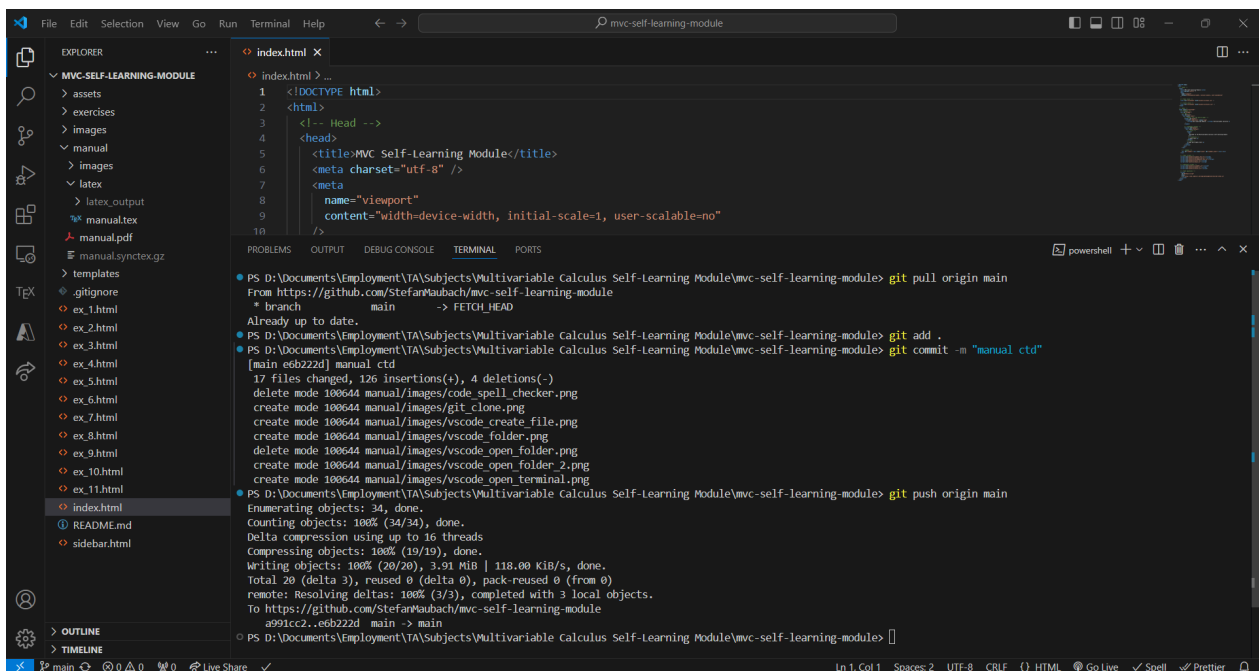 File Edit Selection View Go Run Terminal Help
mvc-self-learning-module
EXPLORER
MVC-SELF-LEARNING-MODULE
assets
exercises
images
manual
images
latex
latex_output
TEX manual.tex
manual.pdf
manual.synctex.gz
templates
.gitignore
ex_1.html
ex_2.html
ex_3.html
ex_4.html
ex_5.html
ex_6.html
ex_7.html
ex_8.html
ex_9.html
ex_10.html
ex_11.html
index.html
README.md
sidebar.html
OUTLINE
TIMELINE
TEX
index.html
index.html > ...
1 <!DOCTYPE html>
2 <html>
3 <!-- Head -->
4 <head>
5 <title>MVC Self-Learning Module</title>
6 <meta charset="utf-8" />
7 <meta
8 name="viewport"
9 content="width=device-width, initial-scale=1, user-scalable=no"
10 />
PROBLEMS OUTPUT DEBUG CONSOLE TERMINAL PORTS
powershell
PS D:\Documents\Employment\TA\Subjects\Multivariable Calculus Self-Learning Module\mvc-self-learning-module> git pull origin main
From https://github.com/StefanMaubach/mvc-self-learning-module
* branch main -> FETCH_HEAD
Already up to date.
PS D:\Documents\Employment\TA\Subjects\Multivariable Calculus Self-Learning Module\mvc-self-learning-module> git add .
PS D:\Documents\Employment\TA\Subjects\Multivariable Calculus Self-Learning Module\mvc-self-learning-module> git commit -m "manual ctd"
[main e6b222d] manual ctd
17 files changed, 126 insertions(+), 4 deletions(-)
delete mode 100644 manual/images/code_spell_checker.png
create mode 100644 manual/images/git_clone.png
create mode 100644 manual/images/vscode_create_file.png
create mode 100644 manual/images/vscode_folder.png
delete mode 100644 manual/images/vscode_open_folder.png
create mode 100644 manual/images/vscode_open_folder_2.png
create mode 100644 manual/images/vscode_open_terminal.png
PS D:\Documents\Employment\TA\Subjects\Multivariable Calculus Self-Learning Module\mvc-self-learning-module> git push origin main
Enumerating objects: 34, done.
Counting objects: 100% (34/34), done.
Delta compression using up to 16 threads
Compressing objects: 100% (19/19), done.
Writing objects: 100% (20/20), 3.91 MiB | 118.00 KiB/s, done.
Total 20 (delta 3), reused 0 (delta 0), pack-reused 0 (from 0)
remote: Resolving deltas: 100% (3/3), completed with 3 local objects.
To https://github.com/StefanMaubach/mvc-self-learning-module
a991cc2..e6b222d main -> main
PS D:\Documents\Employment\TA\Subjects\Multivariable Calculus Self-Learning Module\mvc-self-learning-module>
main 0 0 0 Live Share Ln 1, Col 1 Spaces: 2 UTF-8 CRLF {} HTML Go Live Spell Prettier